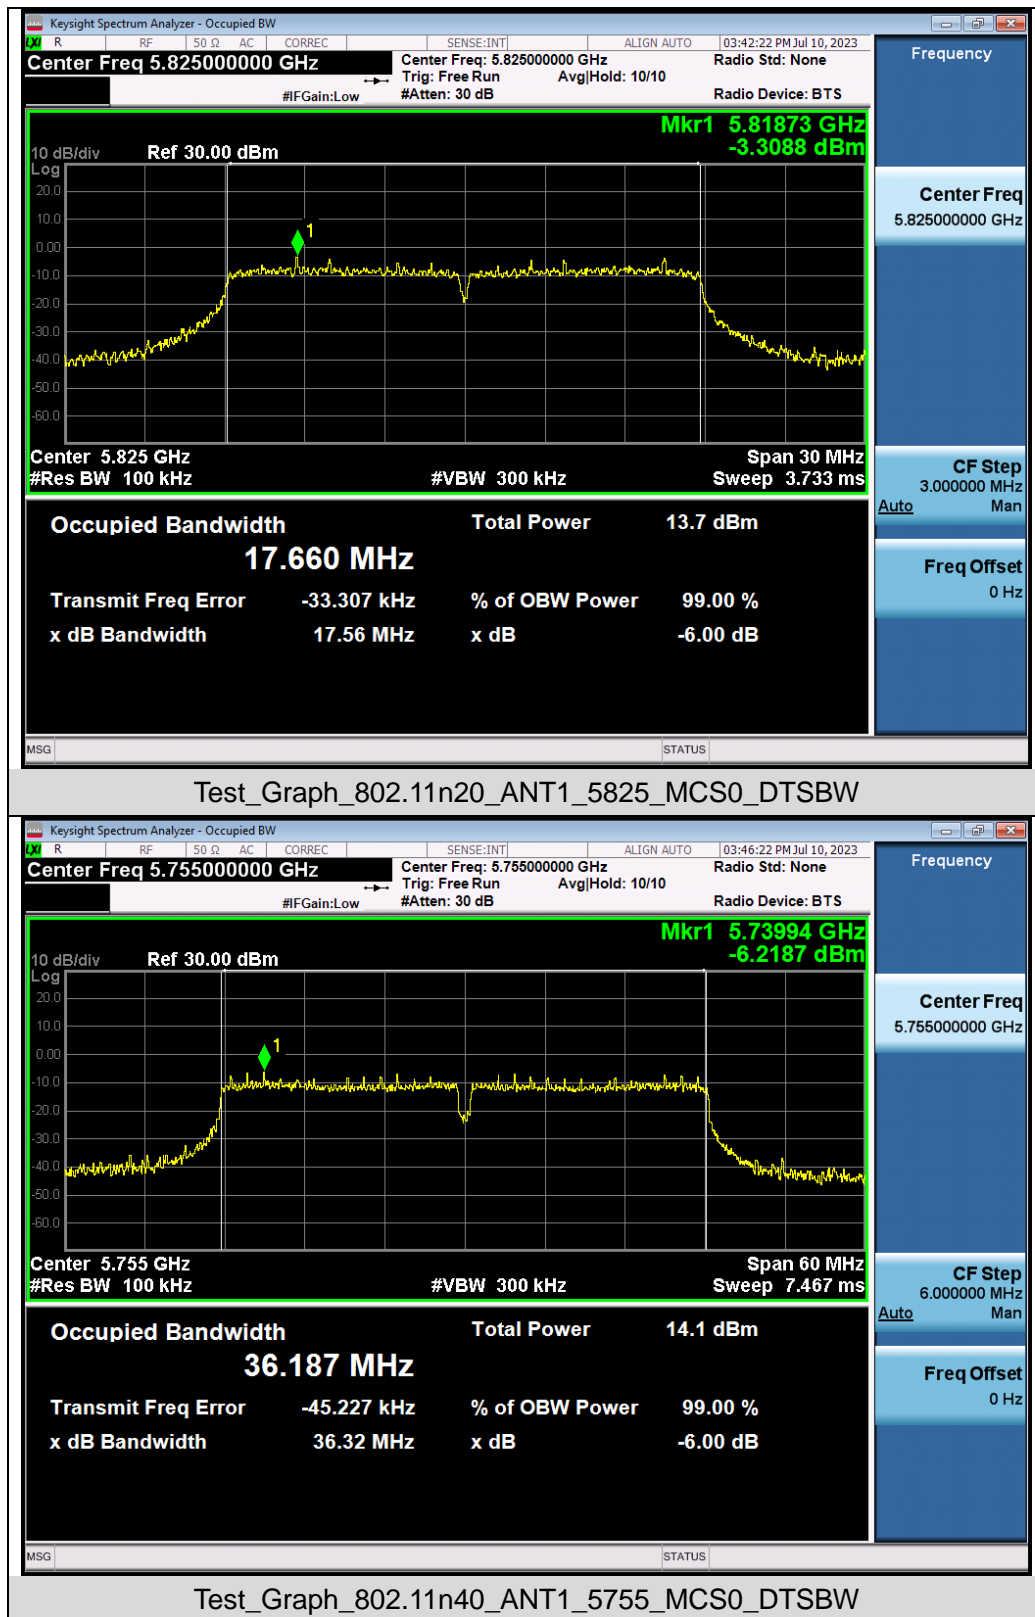 Keysight Spectrum Analyzer - Occupied BW
LXI R RF 50 Ω AC CORREC SENSE:INT ALIGN AUTO 03:42:22 PM Jul 10, 2023
Center Freq 5.825000000 GHz Center Freq: 5.825000000 GHz Radio Std: None Frequency
Trig: Free Run Avg|Hold: 10/10
#IFGain:Low #Atten: 30 dB Radio Device: BTS
Mkr1 5.81873 GHz
-3.3088 dBm
10 dB/div Ref 30.00 dBm
Log
20.0
10.0
0.00
-10.0
-20.0
-30.0
-40.0
-50.0
-60.0
1
Center Freq
5.825000000 GHz
Center 5.825 GHz Span 30 MHz
#Res BW 100 kHz #VBW 300 kHz Sweep 3.733 ms
CF Step
3.000000 MHz
Auto Man
Occupied Bandwidth Total Power 13.7 dBm
17.660 MHz
Freq Offset
0 Hz
Transmit Freq Error -33.307 kHz % of OBW Power 99.00 %
x dB Bandwidth 17.56 MHz x dB -6.00 dB
MSG STATUS
Test_Graph_802.11n20_ANT1_5825_MCS0_DTSBW
Keysight Spectrum Analyzer - Occupied BW
LXI R RF 50 Ω AC CORREC SENSE:INT ALIGN AUTO 03:46:22 PM Jul 10, 2023
Center Freq 5.755000000 GHz Center Freq: 5.755000000 GHz Radio Std: None Frequency
Trig: Free Run Avg|Hold: 10/10
#IFGain:Low #Atten: 30 dB Radio Device: BTS
Mkr1 5.73994 GHz
-6.2187 dBm
10 dB/div Ref 30.00 dBm
Log
20.0
10.0
0.00
-10.0
-20.0
-30.0
-40.0
-50.0
-60.0
1
Center Freq
5.755000000 GHz
Center 5.755 GHz Span 60 MHz
#Res BW 100 kHz #VBW 300 kHz Sweep 7.467 ms
CF Step
6.000000 MHz
Auto Man
Occupied Bandwidth Total Power 14.1 dBm
36.187 MHz
Freq Offset
0 Hz
Transmit Freq Error -45.227 kHz % of OBW Power 99.00 %
x dB Bandwidth 36.32 MHz x dB -6.00 dB
MSG STATUS
Test_Graph_802.11n40_ANT1_5755_MCS0_DTSBW